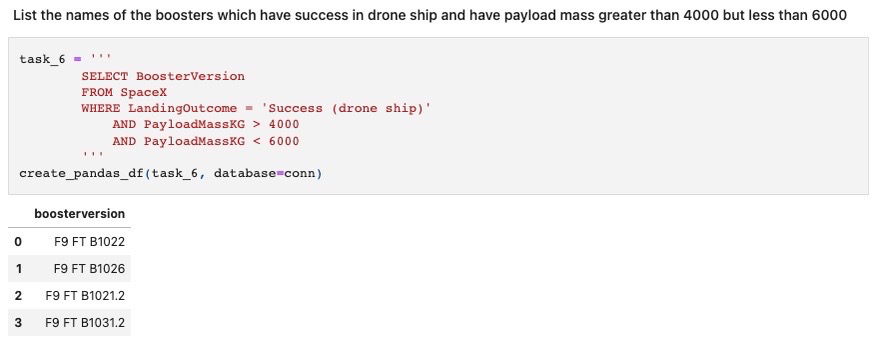 List the names of the boosters which have success in drone ship and have payload mass greater than 4000 but less than 6000
task_6 = '''
        SELECT BoosterVersion
        FROM SpaceX
        WHERE LandingOutcome = 'Success (drone ship)'
            AND PayloadMassKG > 4000
            AND PayloadMassKG < 6000
        '''
create_pandas_df(task_6, database=conn)
boosterversion
0 F9 FT B1022
1 F9 FT B1026
2 F9 FT B1021.2
3 F9 FT B1031.2